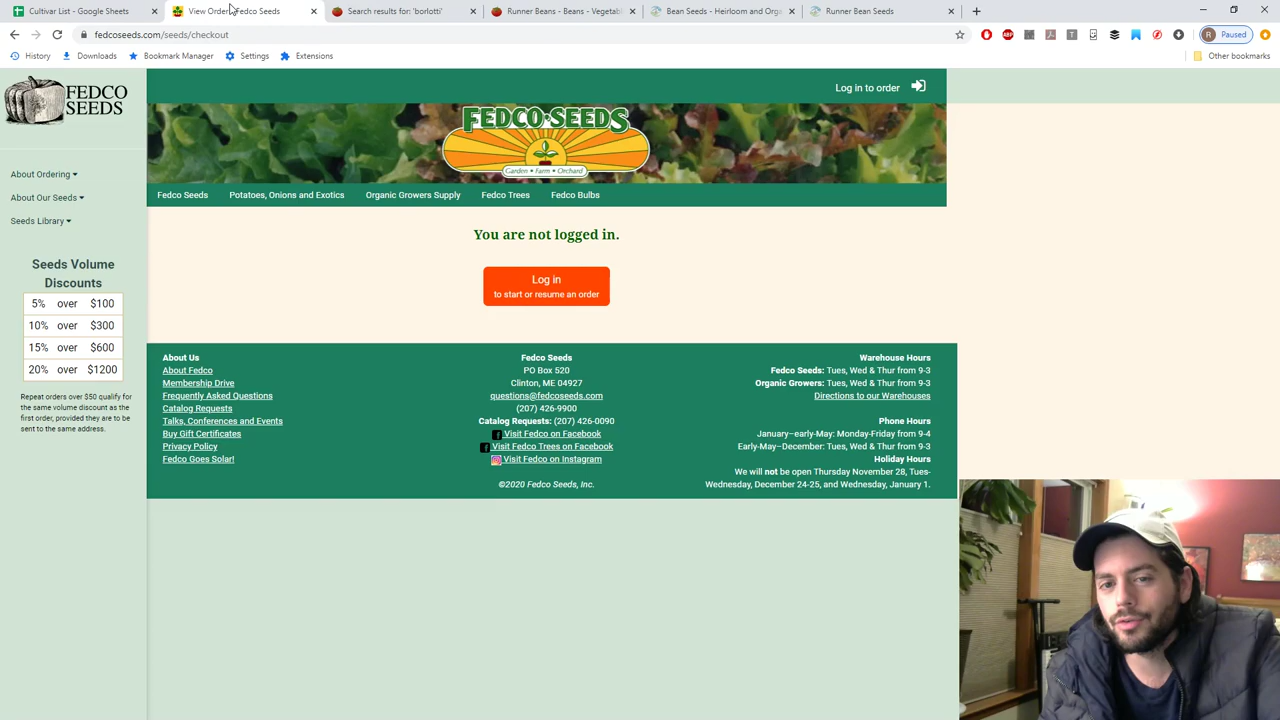 Cultivar List - Google Sheets
View Order - Fedco Seeds
Search results for: 'borlotti'
Runner Beans - Beans - Vegetabl
Bean Seeds - Heirloom and Orga
Runner Bean Seeds
fedcoseeds.com/seeds/checkout
Paused
History
Downloads
Bookmark Manager
Settings
Extensions
Other bookmarks
FEDCO
SEEDS
Log in to order
FEDCO SEEDS
Garden • Farm • Orchard
About Ordering
About Our Seeds
Seeds Library
Fedco Seeds
Potatoes, Onions and Exotics
Organic Growers Supply
Fedco Trees
Fedco Bulbs
You are not logged in.
Log in
to start or resume an order
Seeds Volume
Discounts
5% over $100
10% over $300
15% over $600
20% over $1200
Repeat orders over $50 qualify for
the same volume discount as the
first order, provided they are to be
sent to the same address.
About Us
About Fedco
Membership Drive
Frequently Asked Questions
Catalog Requests
Talks, Conferences and Events
Buy Gift Certificates
Privacy Policy
Fedco Goes Solar!
Fedco Seeds
PO Box 520
Clinton, ME 04927
questions@fedcoseeds.com
(207) 426-9900
Catalog Requests: (207) 426-0090
Visit Fedco on Facebook
Visit Fedco Trees on Facebook
Visit Fedco on Instagram
©2020 Fedco Seeds, Inc.
Warehouse Hours
Fedco Seeds: Tues, Wed & Thur from 9-3
Organic Growers: Tues, Wed & Thur from 9-3
Directions to our Warehouses
Phone Hours
January–early-May: Monday-Friday from 9-4
Early-May–December: Tues, Wed & Thur from 9-3
Holiday Hours
We will not be open Thursday November 28, Tues-
Wednesday, December 24-25, and Wednesday, January 1.